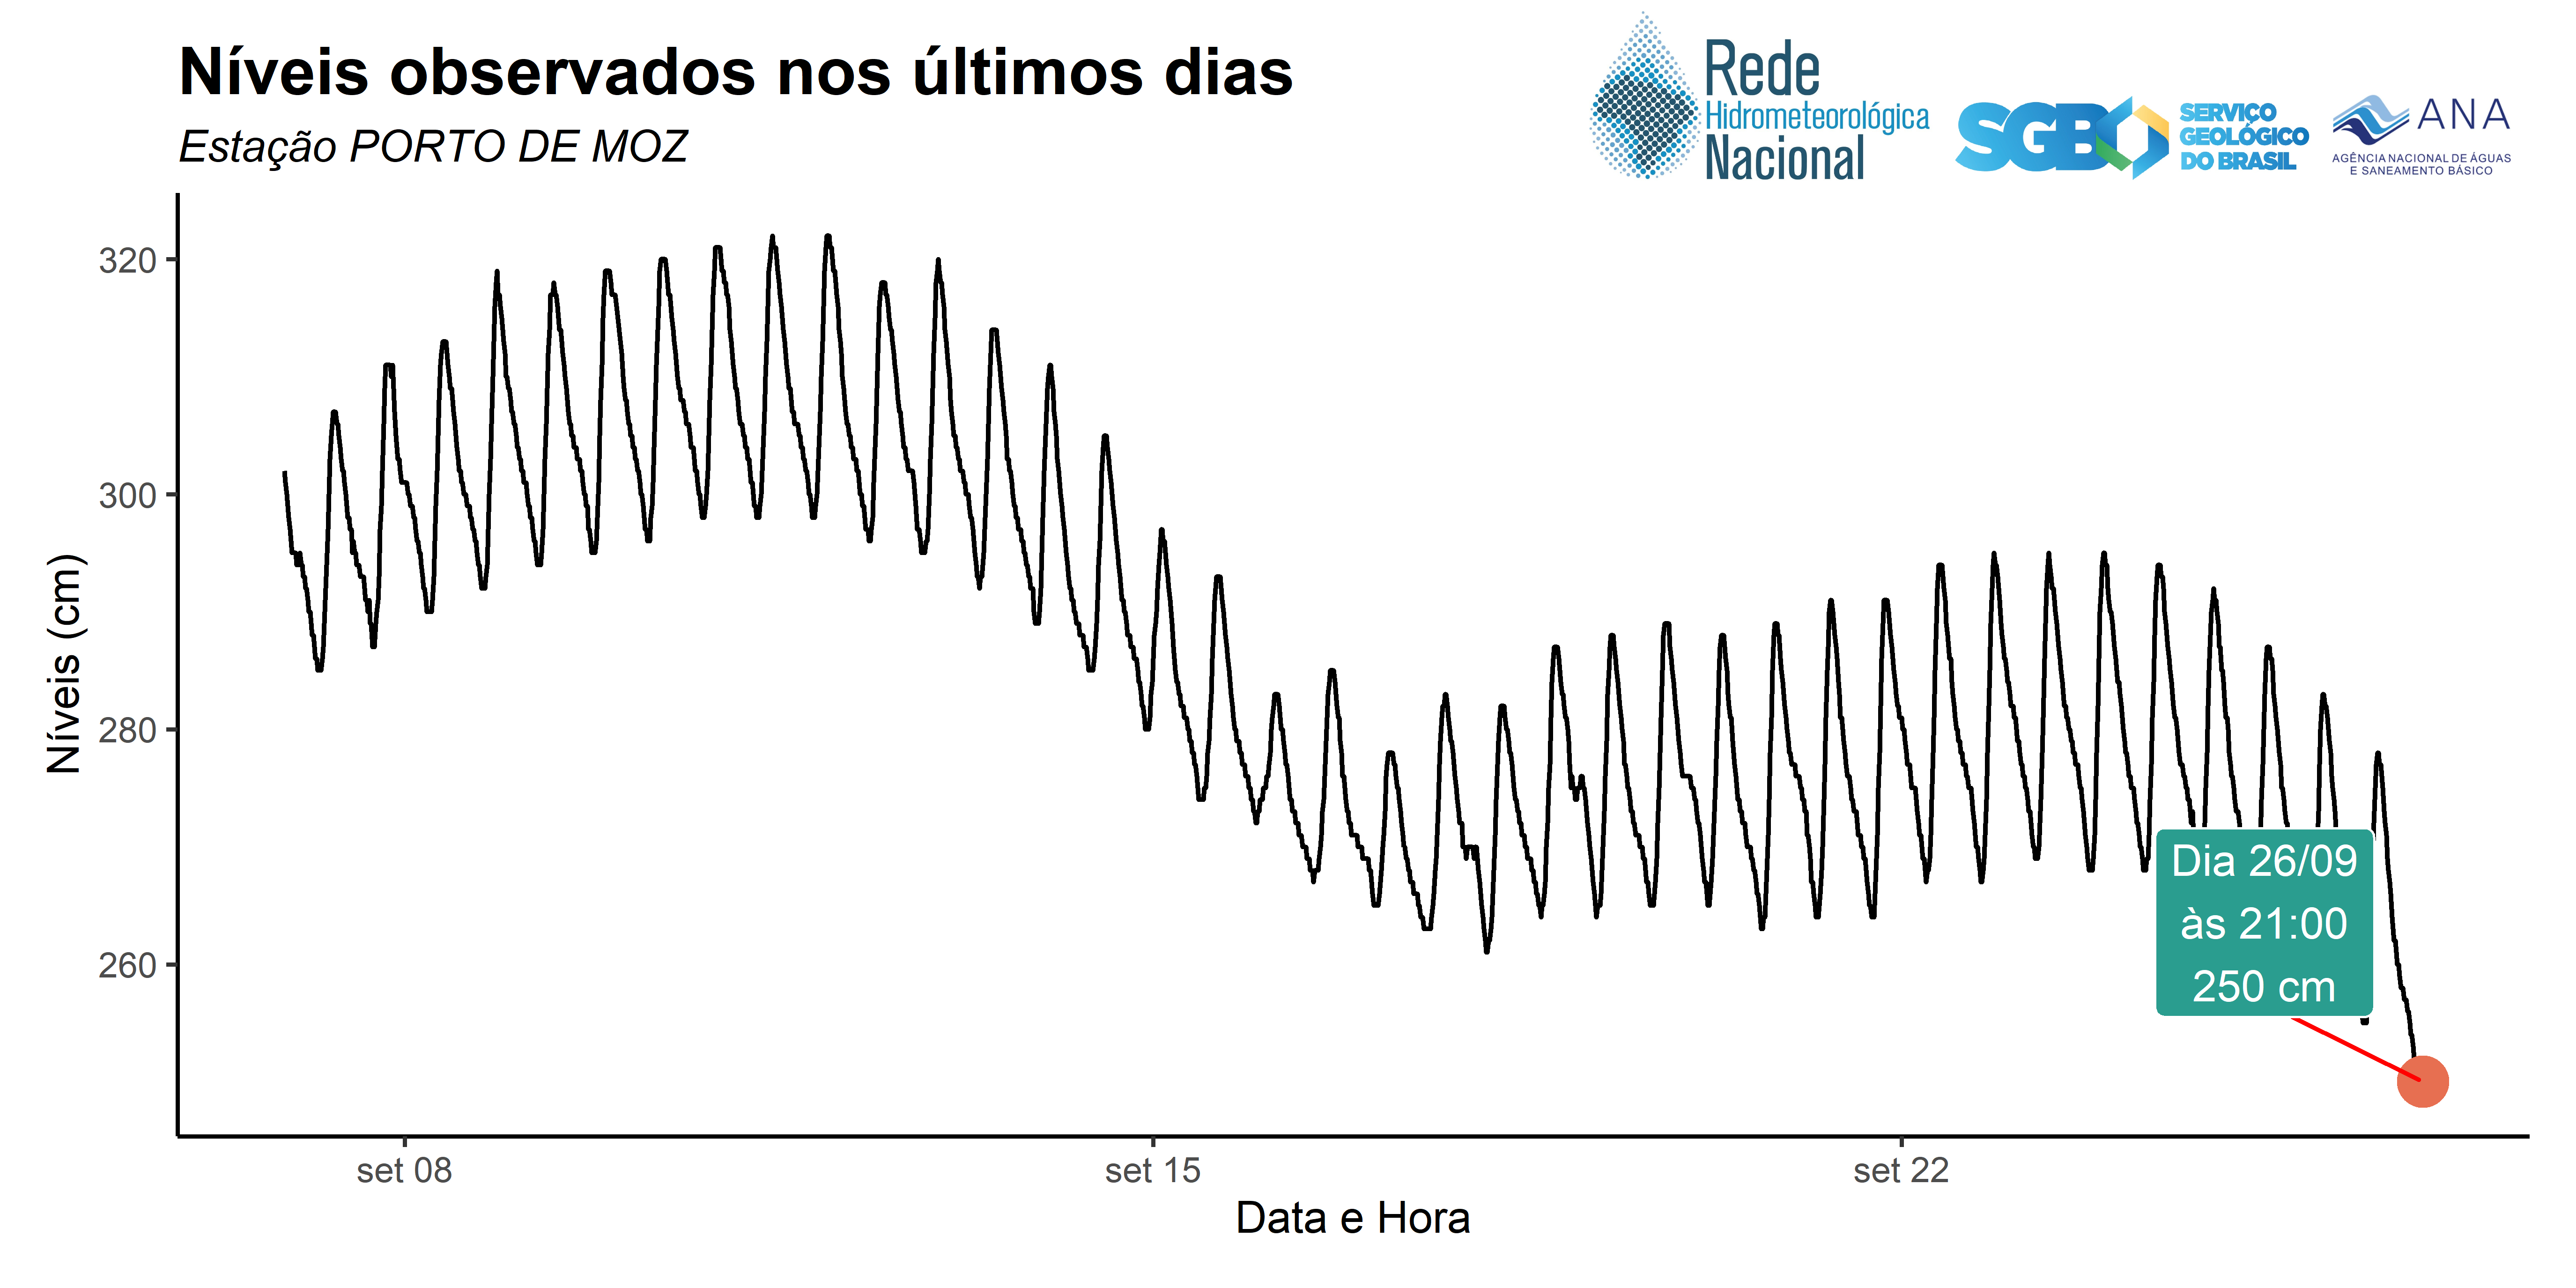 Níveis observados nos últimos dias
Estação PORTO DE MOZ
Rede
Hidrometeorológica
Nacional
SGB
SERVIÇO
GEOLÓGICO
DO BRASIL
ANA
AGÊNCIA NACIONAL DE ÁGUAS
E SANEAMENTO BÁSICO
Níveis (cm)
320
300
280
260
Dia 26/09
às 21:00
250 cm
set 08
set 15
set 22
Data e Hora